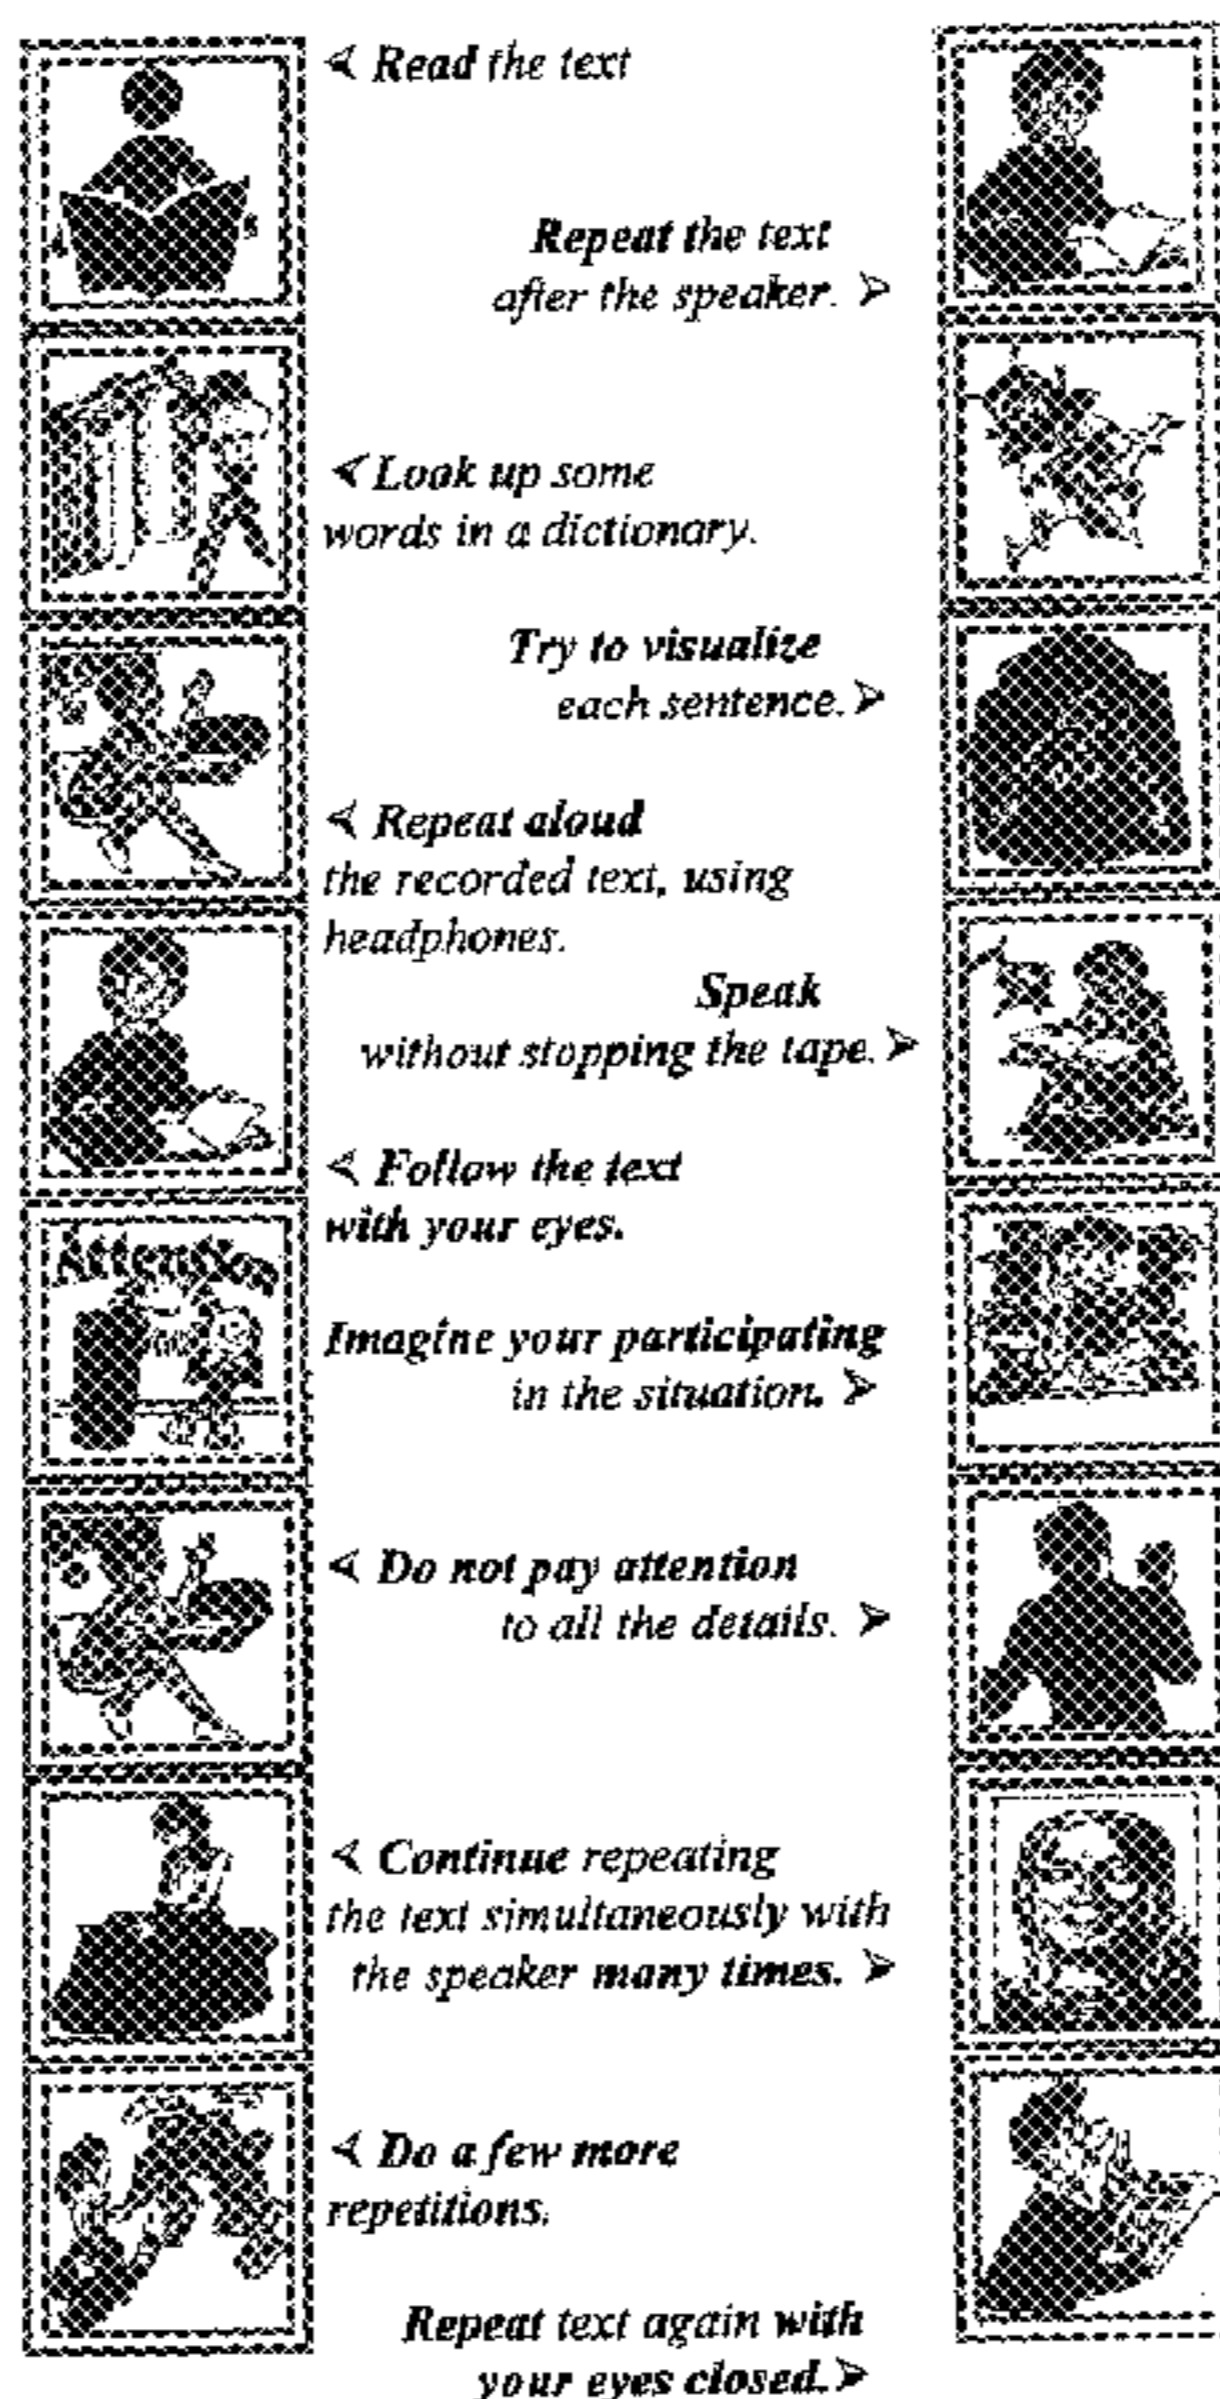 ⮜ Read the text
Repeat the text
after the speaker. ➢
⮜ Look up some
words in a dictionary.
Try to visualize
each sentence. ➢
⮜ Repeat aloud
the recorded text, using
headphones.
Speak
without stopping the tape. ➢
⮜ Follow the text
with your eyes.
Attention
Imagine your participating
in the situation. ➢
⮜ Do not pay attention
to all the details. ➢
⮜ Continue repeating
the text simultaneously with
the speaker many times. ➢
⮜ Do a few more
repetitions.
Repeat text again with
your eyes closed. ➢